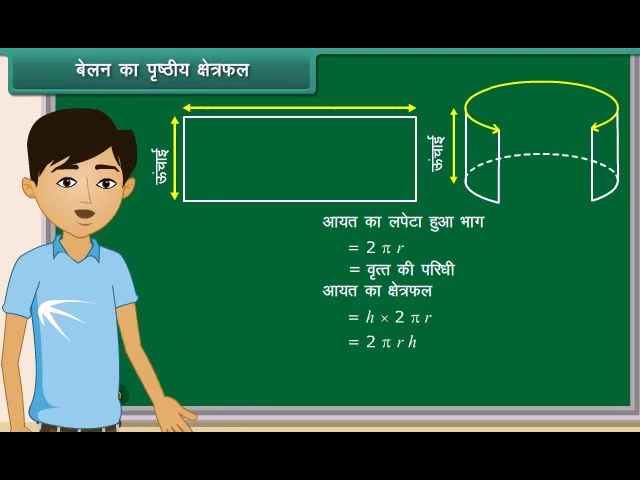 बेलन का पृष्ठीय क्षेत्रफल
ऊंचाई
ऊंचाई
आयत का लपेटा हुआ भाग
= 2 π r
= वृत्त की परिधी
आयत का क्षेत्रफल
= h × 2 π r
= 2 π r h